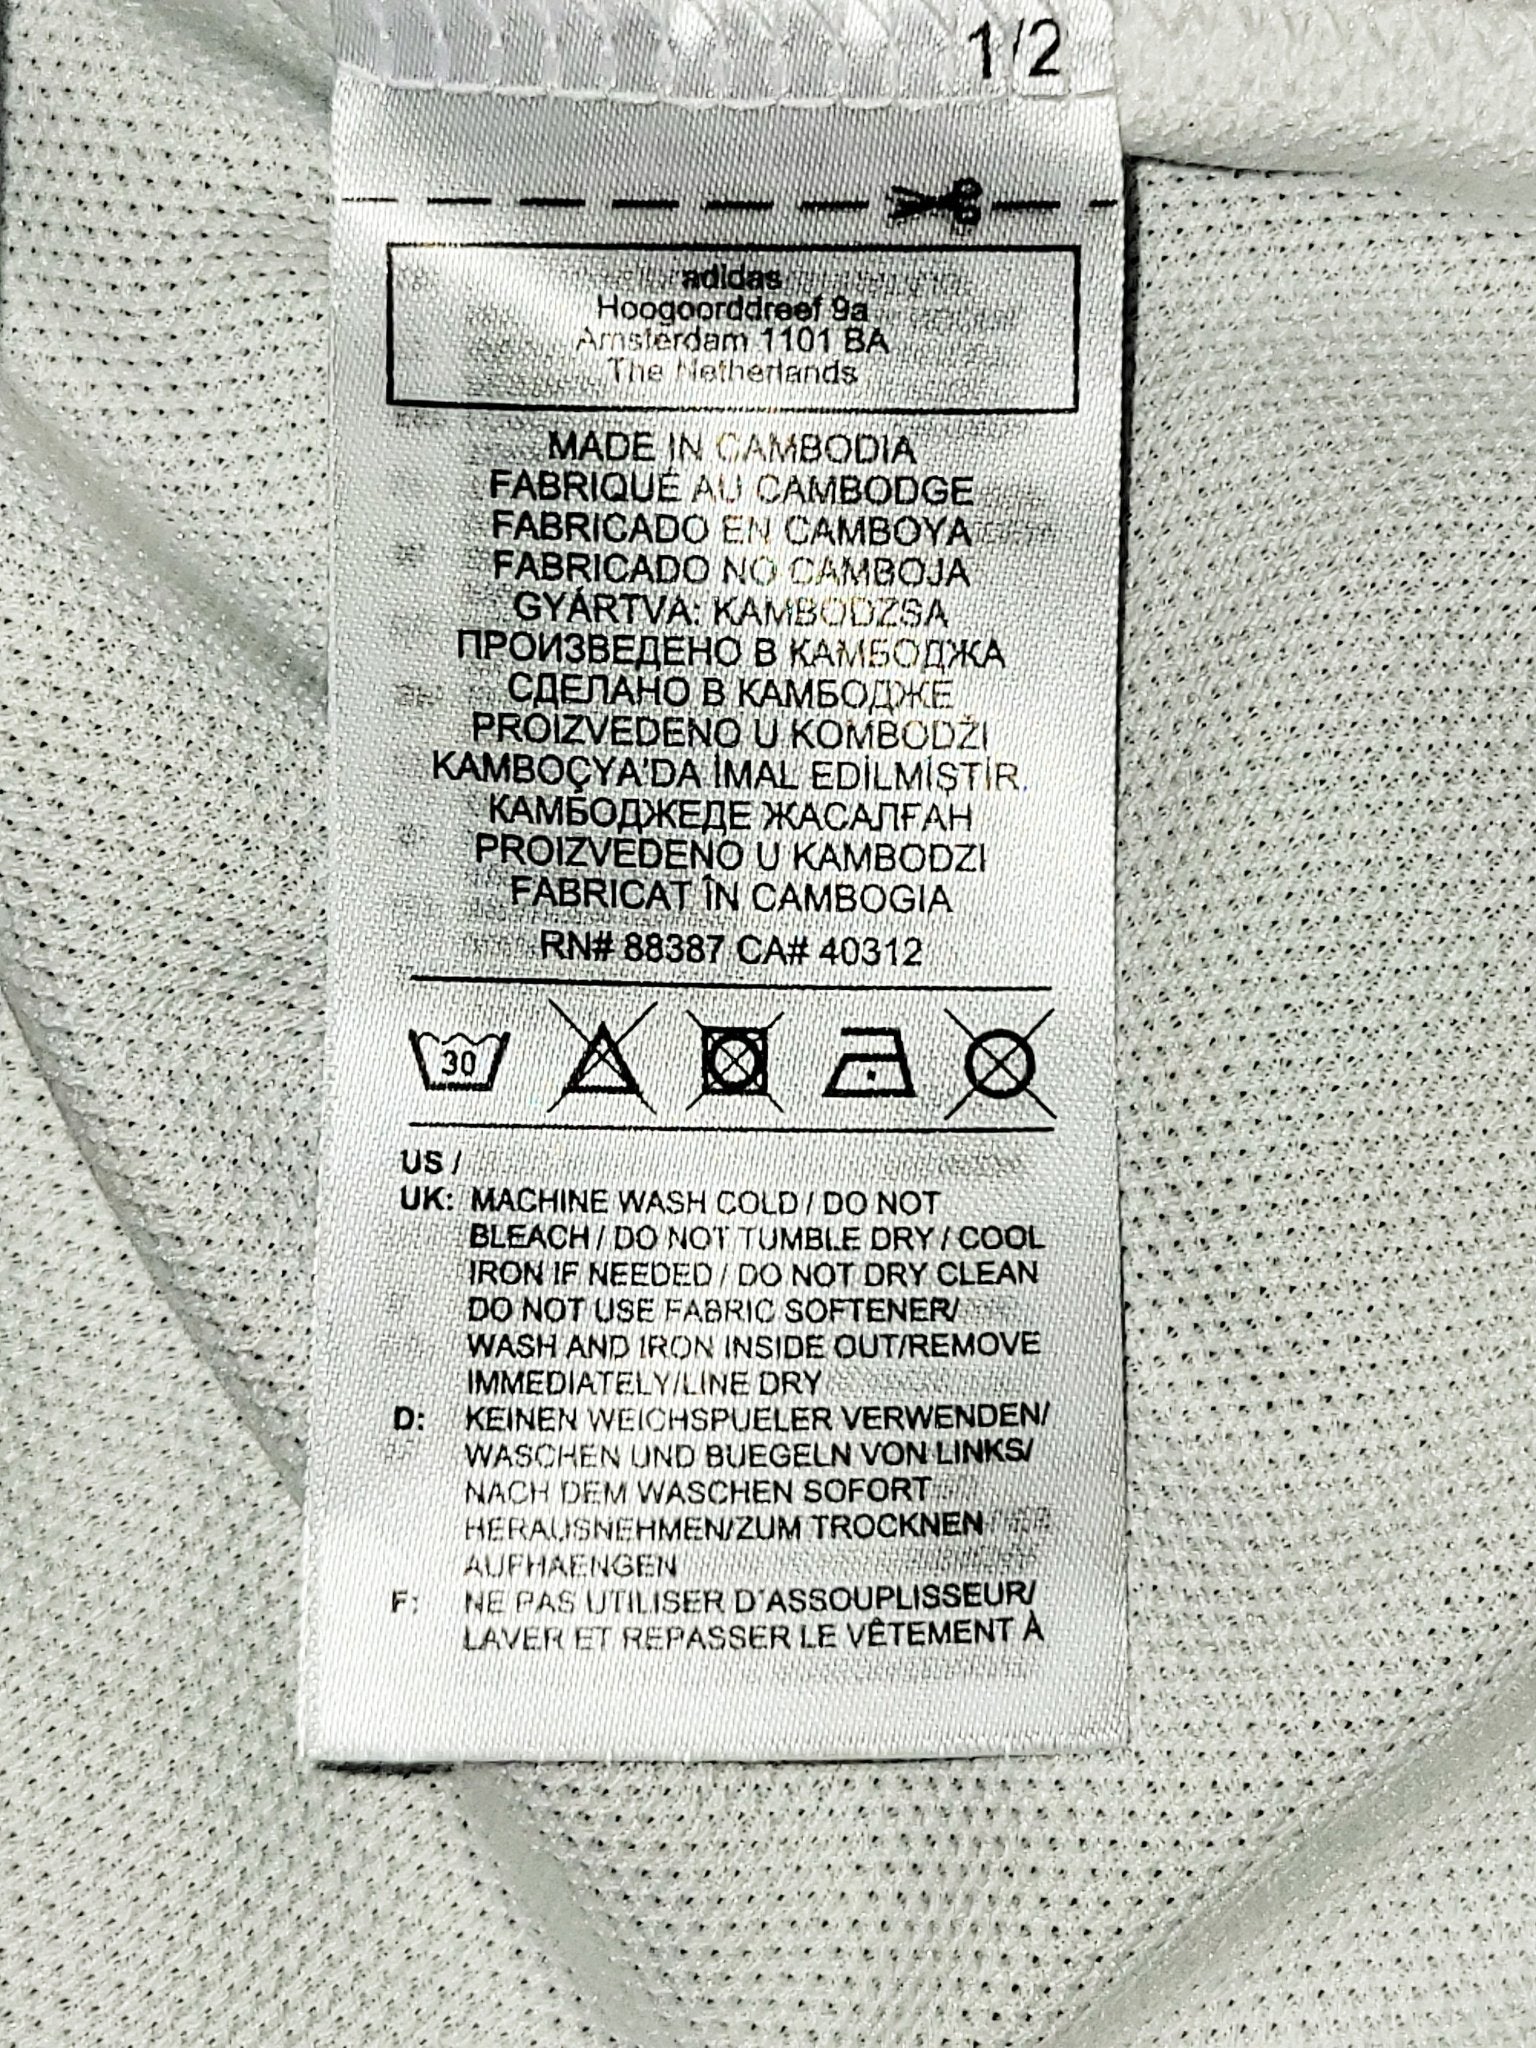 1/2
adidas
Hoogoorddreef 9a
Amsterdam 1101 BA
The Netherlands
MADE IN CAMBODIA
FABRIQUÉ AU CAMBODGE
FABRICADO EN CAMBOYA
FABRICADO NO CAMBOJA
GYÁRTVA: KAMBODZSA
ПРОИЗВЕДЕНО В КАМБОДЖА
СДЕЛАНО В КАМБОДЖЕ
PROIZVEDENO U KOMBODŽI
KAMBOÇYA'DA İMAL EDİLMİŞTİR.
КАМБОДЖЕДЕ ЖАСАЛҒАН
PROIZVEDENO U KAMBODZI
FABRICAT ÎN CAMBOGIA
RN# 88387 CA# 40312
30
US /
UK: MACHINE WASH COLD / DO NOT
BLEACH / DO NOT TUMBLE DRY / COOL
IRON IF NEEDED / DO NOT DRY CLEAN
DO NOT USE FABRIC SOFTENER/
WASH AND IRON INSIDE OUT/REMOVE
IMMEDIATELY/LINE DRY
D: KEINEN WEICHSPUELER VERWENDEN/
WASCHEN UND BUEGELN VON LINKS/
NACH DEM WASCHEN SOFORT
HERAUSNEHMEN/ZUM TROCKNEN
AUFHAENGEN
F: NE PAS UTILISER D'ASSOUPLISSEUR/
LAVER ET REPASSER LE VÊTEMENT À